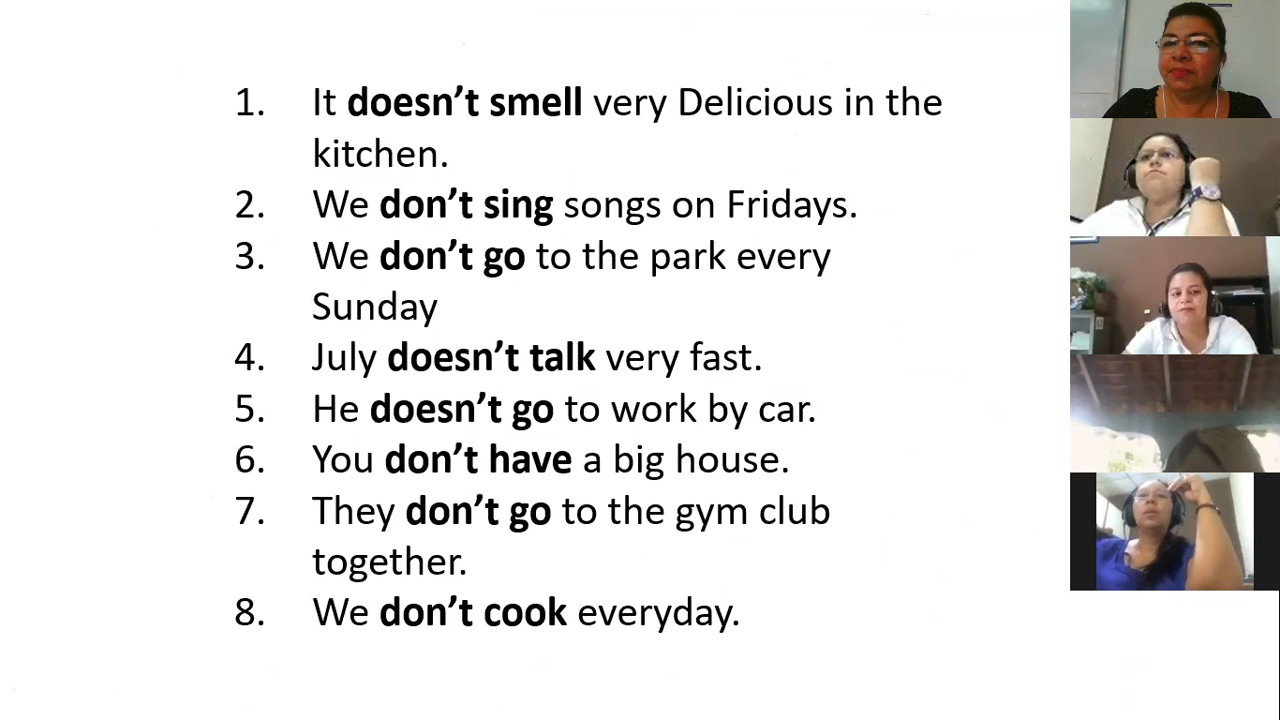 1. It doesn't smell very Delicious in the
kitchen.
2. We don't sing songs on Fridays.
3. We don't go to the park every
Sunday
4. July doesn't talk very fast.
5. He doesn't go to work by car.
6. You don't have a big house.
7. They don't go to the gym club
together.
8. We don't cook everyday.